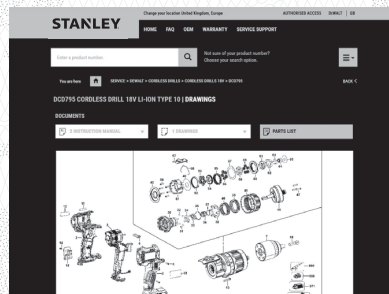 Change your location United Kingdom, Europe
AUTHORISED ACCESS DEWALT GB
STANLEY
HOME FAQ OEM WARRANTY SERVICE SUPPORT
Enter a product number.
Not sure of your product number?
Choose your search option.
You are here
SERVICE > DEWALT > CORDLESS DRILLS > CORDLESS DRILLS 18V > DCD795
BACK <
DCD795 CORDLESS DRILL 18V LI-ION TYPE 10 | DRAWINGS
DOCUMENTS
2 INSTRUCTION MANUAL +
1 DRAWINGS +
PARTS LIST